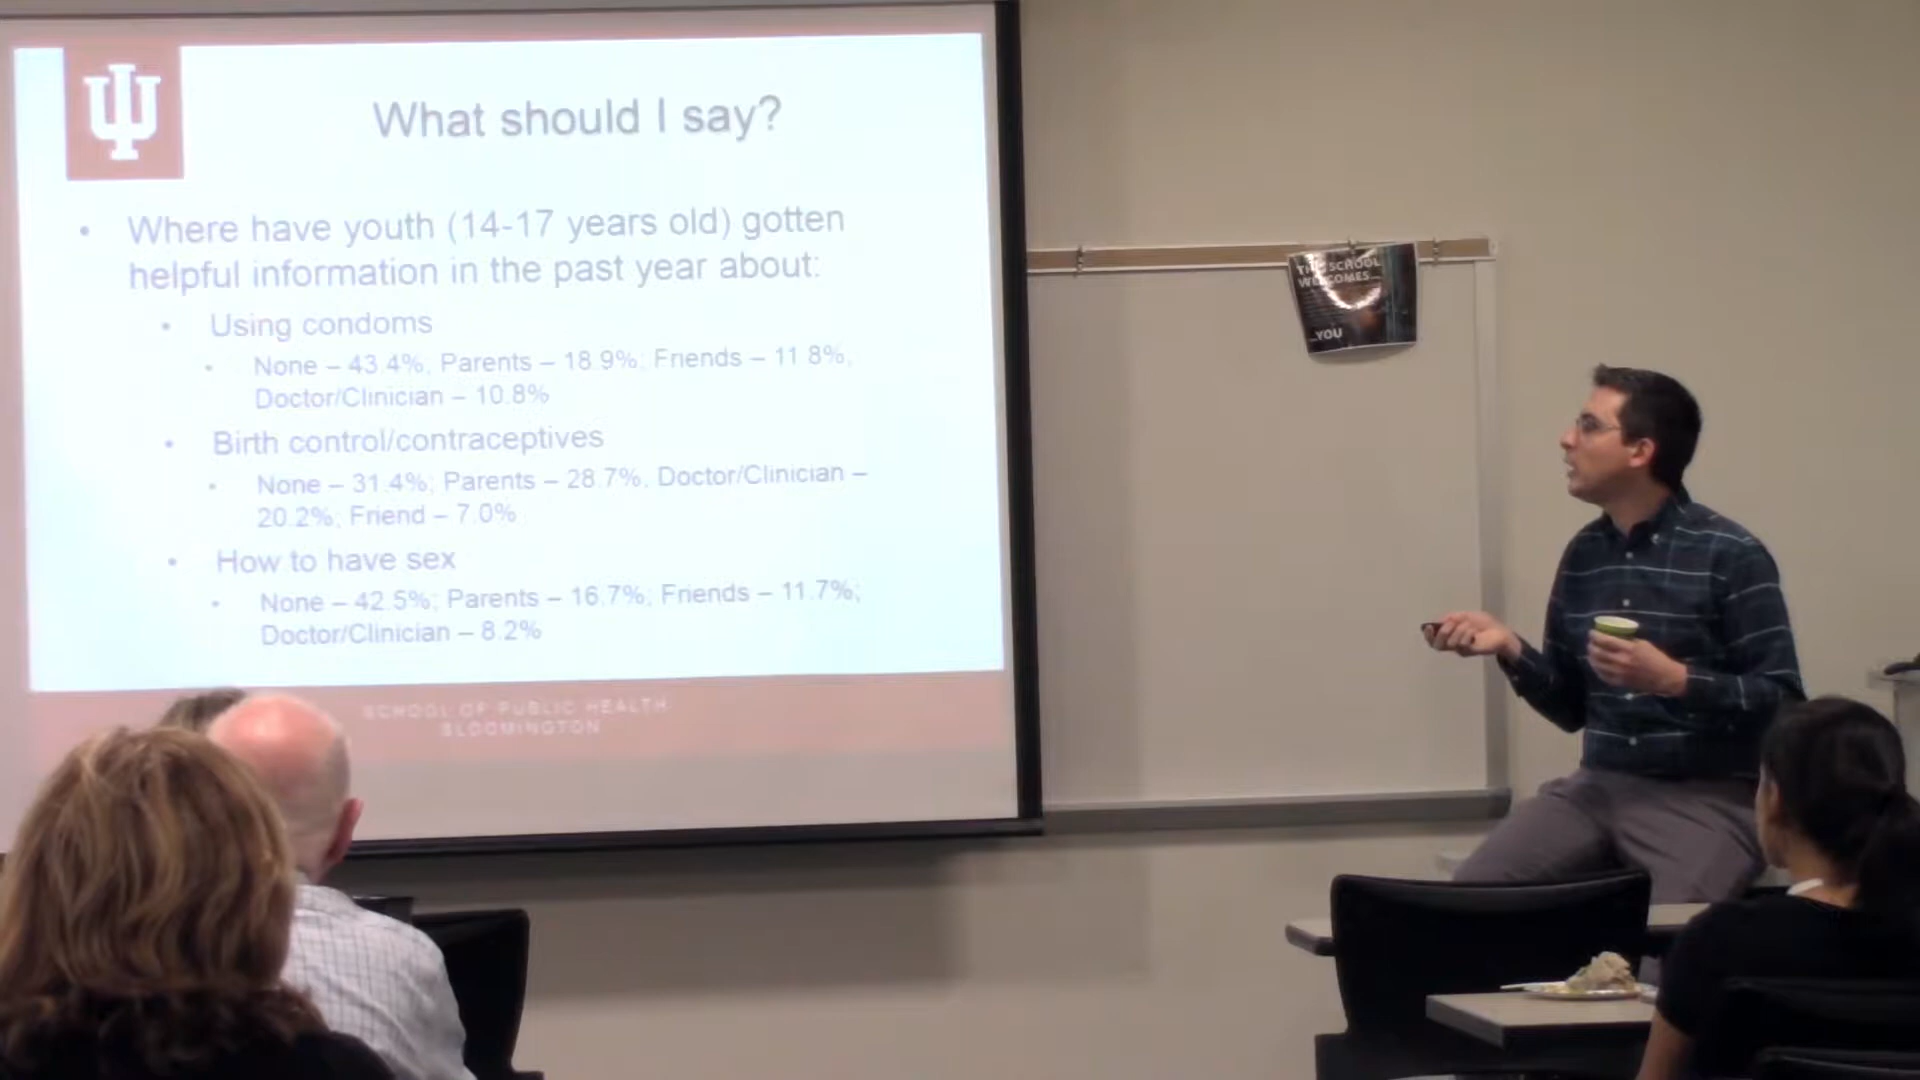 What should I say?
• Where have youth (14-17 years old) gotten
helpful information in the past year about:
• Using condoms
• None – 43.4%, Parents – 18.9%; Friends – 11.8%,
Doctor/Clinician – 10.8%
• Birth control/contraceptives
• None – 31.4%; Parents – 28.7%. Doctor/Clinician –
20.2%; Friend – 7.0%
• How to have sex
• None – 42.5%; Parents – 16.7%; Friends – 11.7%;
Doctor/Clinician – 8.2%
SCHOOL OF PUBLIC HEALTH
BLOOMINGTON
SCHOOL
WELCOMES...
...YOU